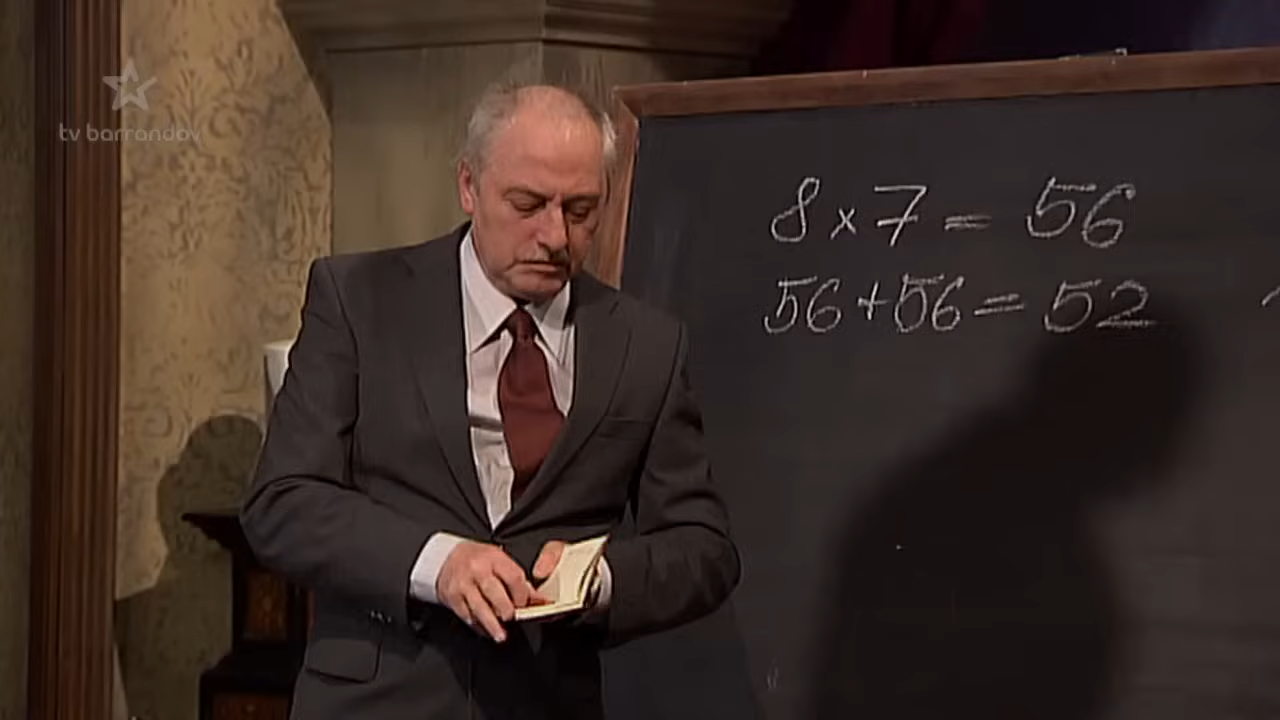 tv barrandov
8 x 7 = 56
56 + 56 = 52